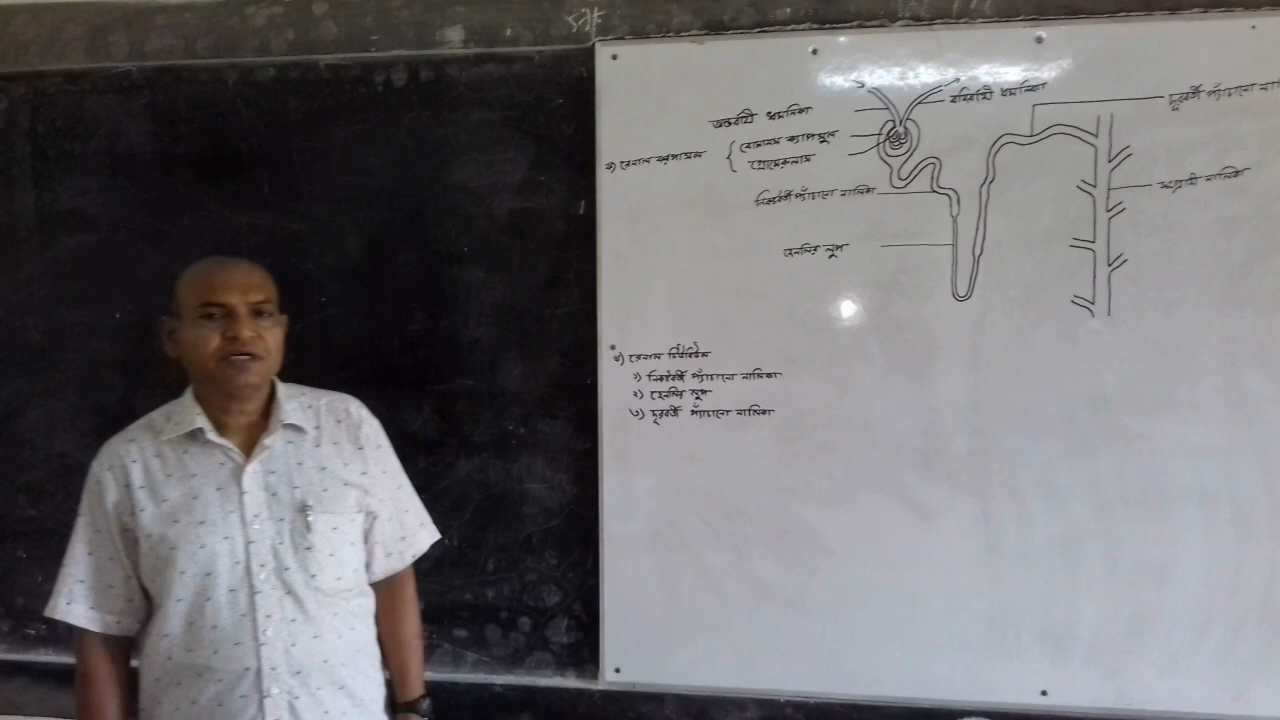 অন্তর্বাহী ধমনিকা
বহির্বাহী ধমনিকা
দূরবর্তী প্যাঁচানো
ক) রেনাল করপাসল
বোম্যানস ক্যাপসুল
গ্লোমেরুলাস
নিকটবর্তী প্যাঁচানো নালিকা
সংগ্রাহী নালিকা
হেনলির লুপ
খ) রেনাল টিউবিউল
১) নিকটবর্তী প্যাঁচানো নালিকা
২) হেনলির লুপ
৩) দূরবর্তী প্যাঁচানো নালিকা